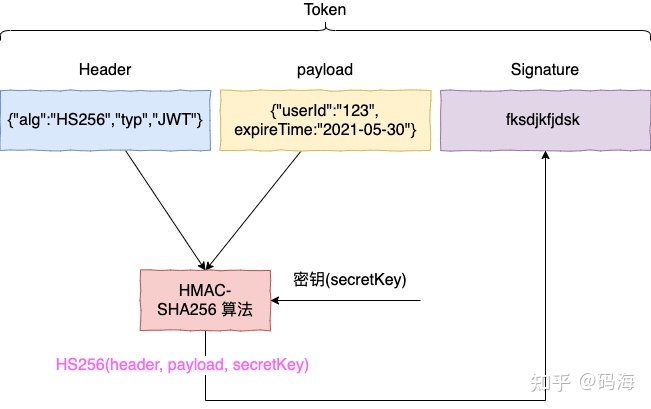 Token
Header
payload
Signature
{"alg":"HS256","typ","JWT"}
{"userId":"123",
expireTime:"2021-05-30"}
fksdjkfjdsk
密钥(secretKey)
HMAC-
SHA256 算法
HS256(header, payload, secretKey)
知乎 @码海